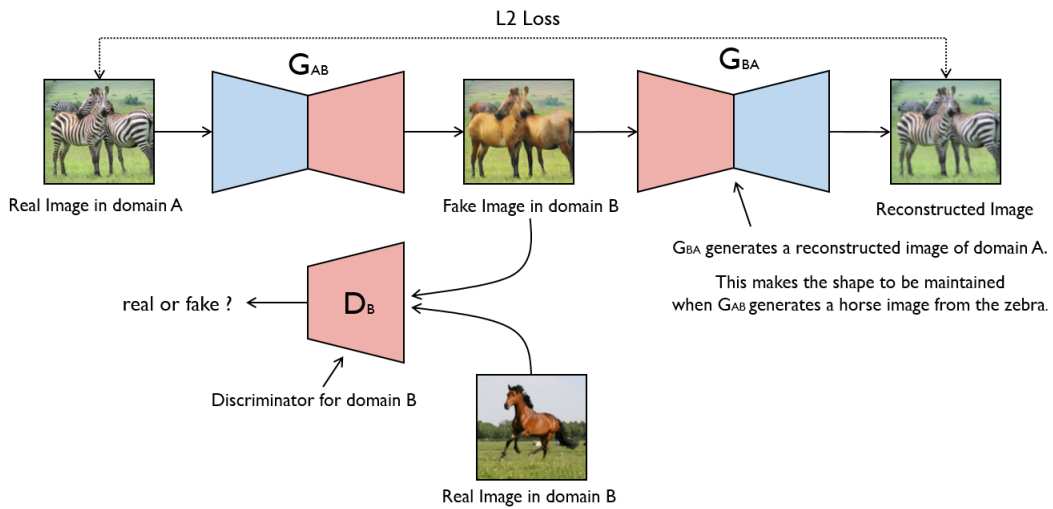 L2 Loss
GAB
GBA
Real Image in domain A
Fake Image in domain B
Reconstructed Image
GBA generates a reconstructed image of domain A.
This makes the shape to be maintained
when GAB generates a horse image from the zebra.
real or fake ?
DB
Discriminator for domain B
Real Image in domain B